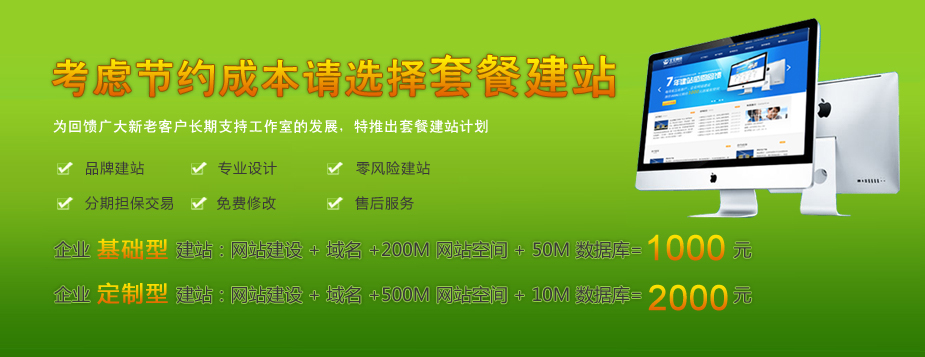 考虑节约成本请选择套餐建站
为回馈广大新老客户长期支持工作室的发展，特推出套餐建站计划
品牌建站 专业设计 零风险建站
分期担保交易 免费修改 售后服务
企业 基础型 建站：网站建设 + 域名 +200M 网站空间 + 50M 数据库= 1000 元
企业 定制型 建站：网站建设 + 域名 +500M 网站空间 + 10M 数据库= 2000 元
7年建站 回馈